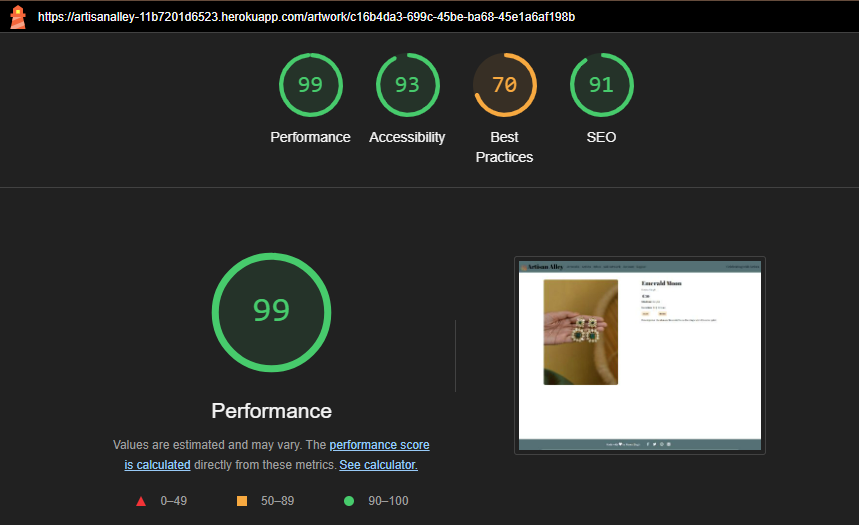 https://artisanalley-11b7201d6523.herokuapp.com/artwork/c16b4da3-699c-45be-ba68-45e1a6af198b
99
93
70
91
Performance
Accessibility
Best
Practices
SEO
99
Performance
Values are estimated and may vary. The performance score
is calculated directly from these metrics. See calculator.
0–49
50–89
90–100
Artisan Alley
Emerald Moon